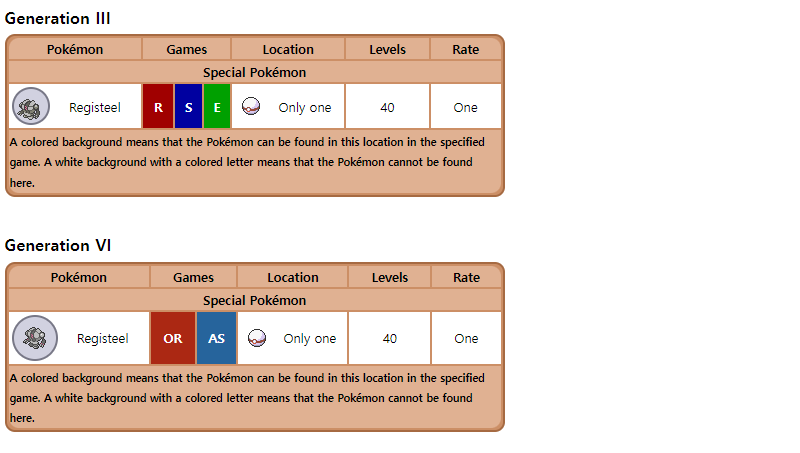 Generation III
Pokémon Games Location Levels Rate
Special Pokémon
Registeel R S E Only one 40 One
A colored background means that the Pokémon can be found in this location in the specified
game. A white background with a colored letter means that the Pokémon cannot be found
here.
Generation VI
Pokémon Games Location Levels Rate
Special Pokémon
Registeel OR AS Only one 40 One
A colored background means that the Pokémon can be found in this location in the specified
game. A white background with a colored letter means that the Pokémon cannot be found
here.